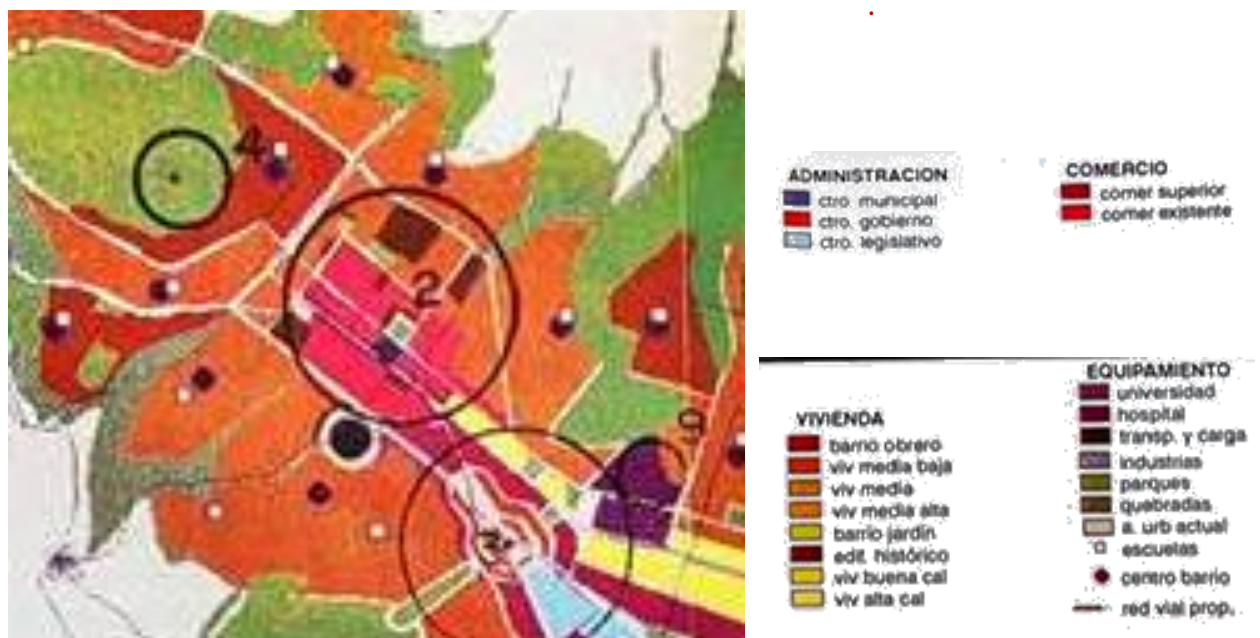 4
2
9
ADMINISTRACION
ctro. municipal
ctro. gobierno
ctro. legislativo
COMERCIO
comer superior
comer existente
VIVIENDA
barrio obrero
viv media baja
viv media
viv media alta
barrio jardín
edit. histórico
viv buena cal
viv alta cal
EQUIPAMIENTO
universidad
hospital
transp. y carga
industrias
parques
quebradas
a. urb actual
escuelas
centro barrio
red vial prop.